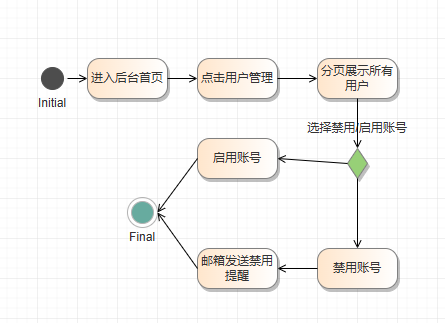 进入后台首页
点击用户管理
分页展示所有
用户
Initial
选择禁用/启用账号
启用账号
Final
邮箱发送禁用
提醒
禁用账号